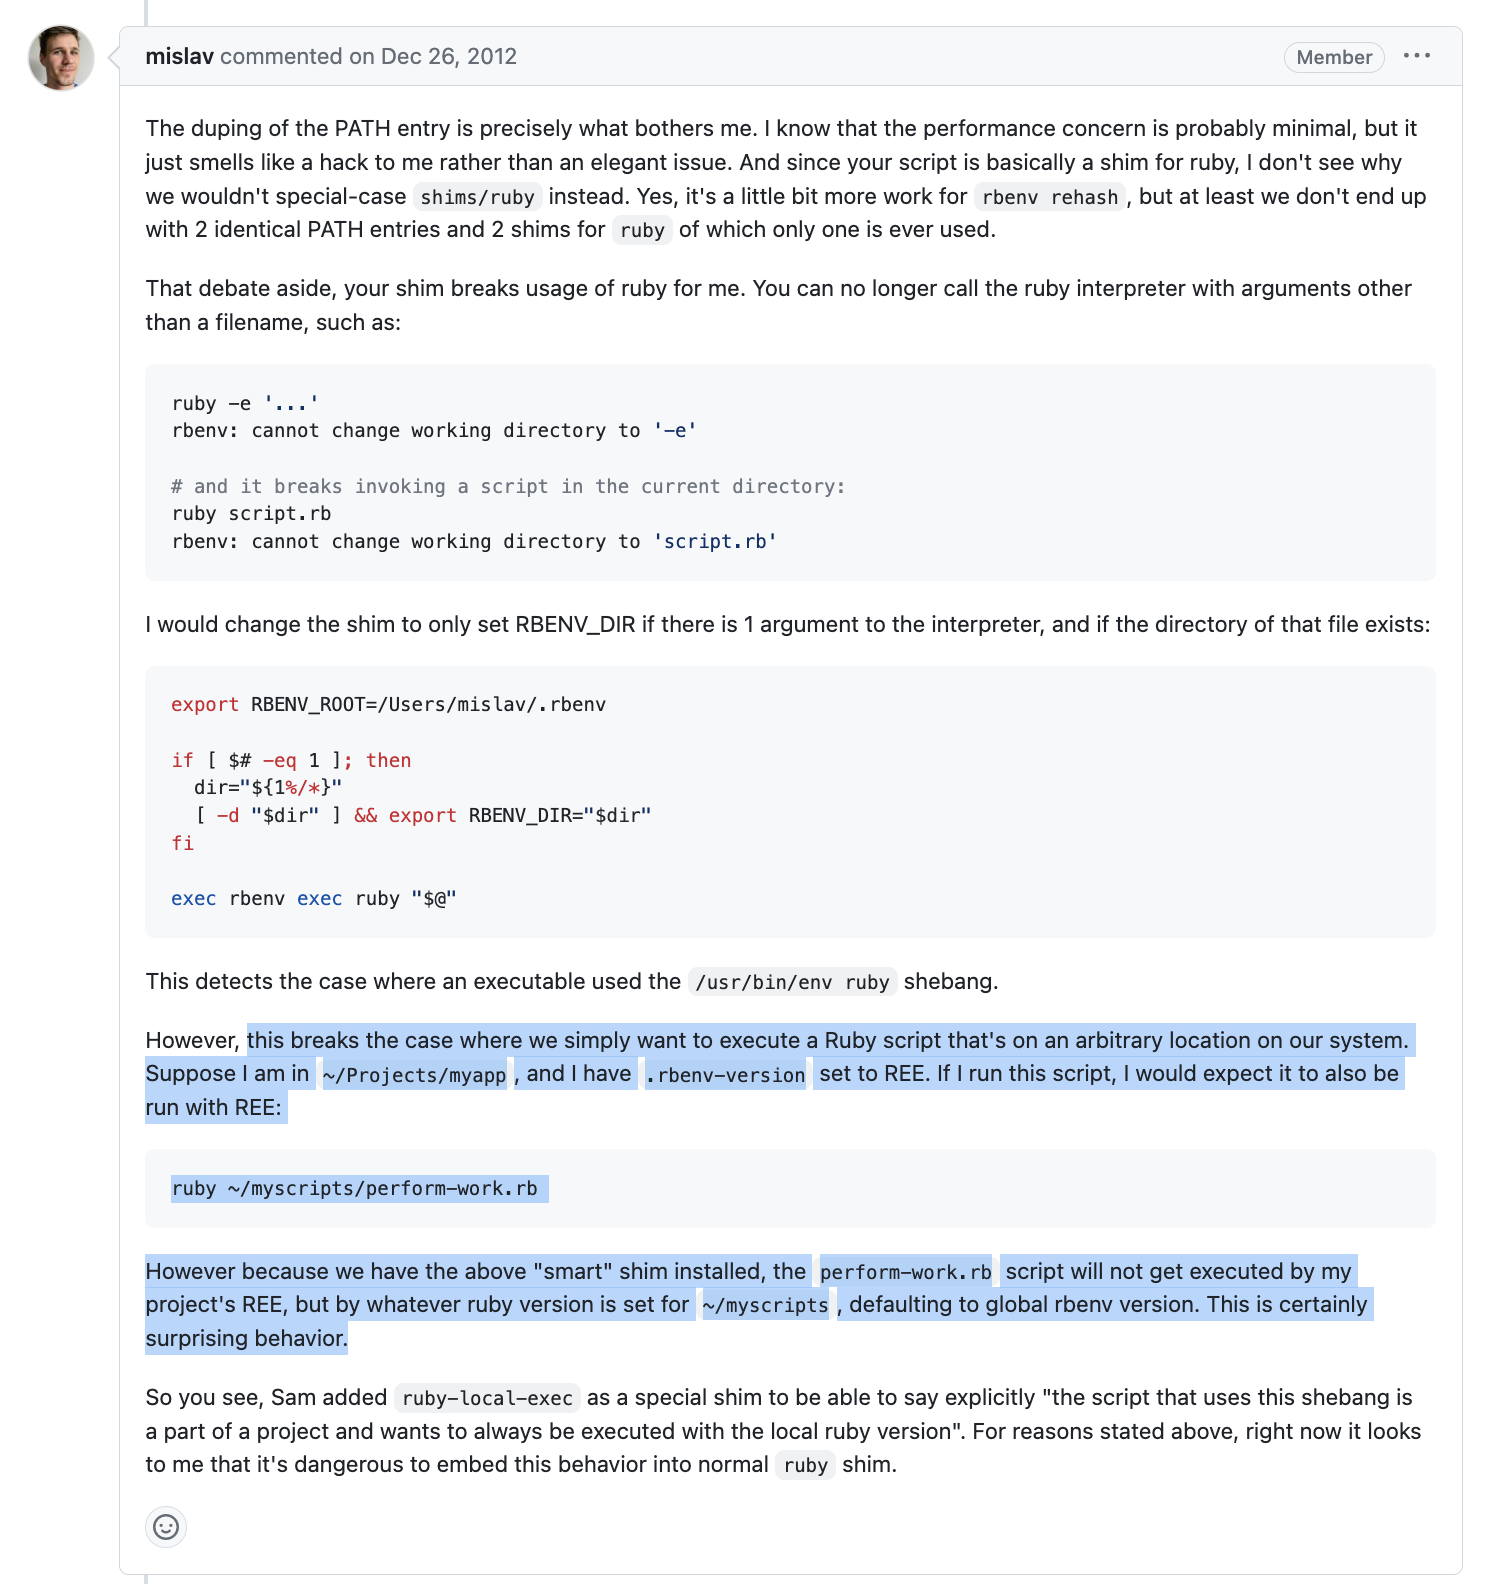 mislav commented on Dec 26, 2012 Member ...
The duping of the PATH entry is precisely what bothers me. I know that the performance concern is probably minimal, but it
just smells like a hack to me rather than an elegant issue. And since your script is basically a shim for ruby, I don't see why
we wouldn't special-case shims/ruby instead. Yes, it's a little bit more work for rbenv rehash, but at least we don't end up
with 2 identical PATH entries and 2 shims for ruby of which only one is ever used.
That debate aside, your shim breaks usage of ruby for me. You can no longer call the ruby interpreter with arguments other
than a filename, such as:
ruby -e '...'
rbenv: cannot change working directory to '-e'
# and it breaks invoking a script in the current directory:
ruby script.rb
rbenv: cannot change working directory to 'script.rb'
I would change the shim to only set RBENV_DIR if there is 1 argument to the interpreter, and if the directory of that file exists:
export RBENV_ROOT=/Users/mislav/.rbenv
if [ $# -eq 1 ]; then
  dir="${1%/*}"
  [ -d "$dir" ] && export RBENV_DIR="$dir"
fi
exec rbenv exec ruby "$@"
This detects the case where an executable used the /usr/bin/env ruby shebang.
However, this breaks the case where we simply want to execute a Ruby script that's on an arbitrary location on our system.
Suppose I am in ~/Projects/myapp, and I have .rbenv-version set to REE. If I run this script, I would expect it to also be
run with REE:
ruby ~/myscripts/perform-work.rb
However because we have the above "smart" shim installed, the perform-work.rb script will not get executed by my
project's REE, but by whatever ruby version is set for ~/myscripts, defaulting to global rbenv version. This is certainly
surprising behavior.
So you see, Sam added ruby-local-exec as a special shim to be able to say explicitly "the script that uses this shebang is
a part of a project and wants to always be executed with the local ruby version". For reasons stated above, right now it looks
to me that it's dangerous to embed this behavior into normal ruby shim.